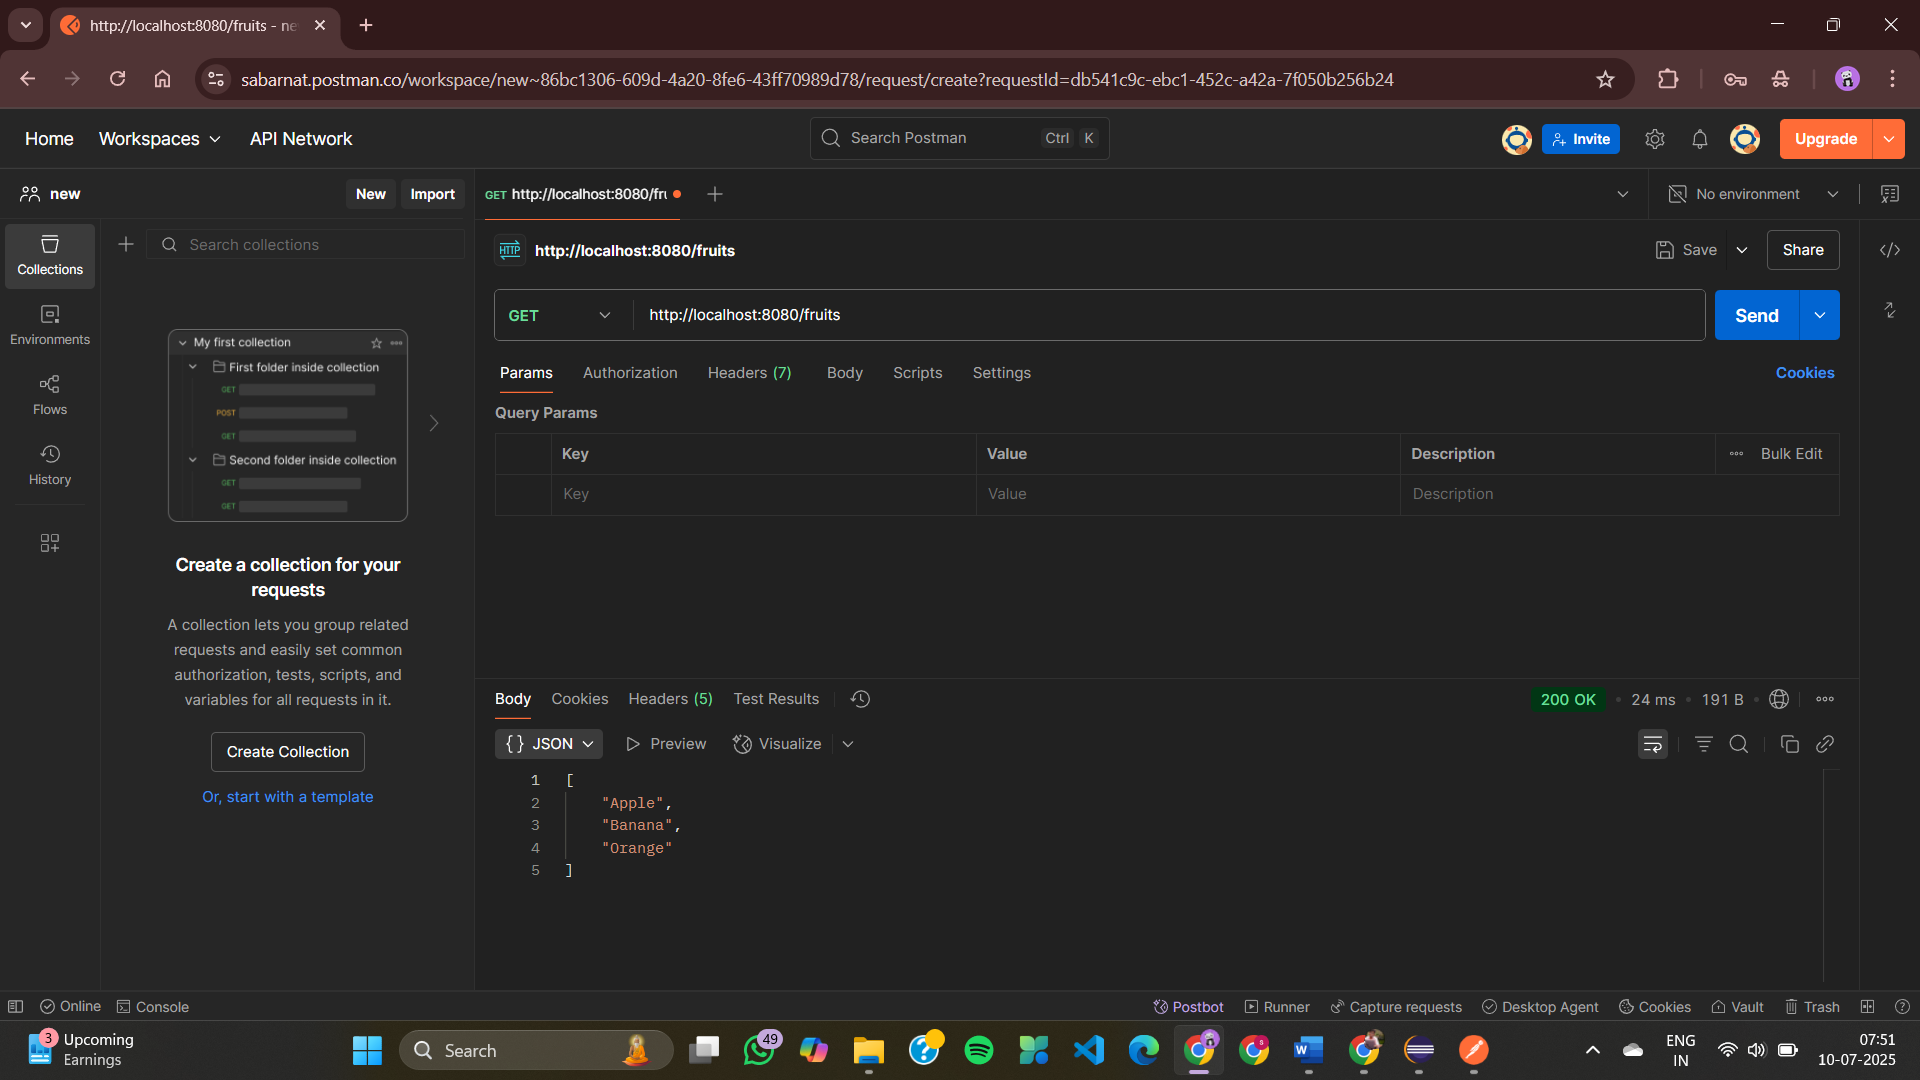 http://localhost:8080/fruits - ne
sabarnat.postman.co/workspace/new~86bc1306-609d-4a20-8fe6-43ff70989d78/request/create?requestId=db541c9c-ebc1-452c-a42a-7f050b256b24
Home Workspaces API Network
Search Postman Ctrl K
Invite
Upgrade
new
New Import
GET http://localhost:8080/fru
No environment
Collections
Search collections
HTTP http://localhost:8080/fruits
Save Share
Environments
GET http://localhost:8080/fruits
Send
My first collection
First folder inside collection
GET
POST
GET
Second folder inside collection
GET
GET
Flows
History
Params Authorization Headers (7) Body Scripts Settings
Cookies
Query Params
Key Value Description Bulk Edit
Key Value Description
Create a collection for your
requests
A collection lets you group related
requests and easily set common
authorization, tests, scripts, and
variables for all requests in it.
Create Collection
Or, start with a template
Body Cookies Headers (5) Test Results
200 OK • 24 ms • 191 B •
{} JSON Preview Visualize
1 [
2 "Apple",
3 "Banana",
4 "Orange"
5 ]
Online Console
Postbot Runner Capture requests Desktop Agent Cookies Vault Trash
3 Upcoming
Earnings
Search
49
ENG
IN
07:51
10-07-2025